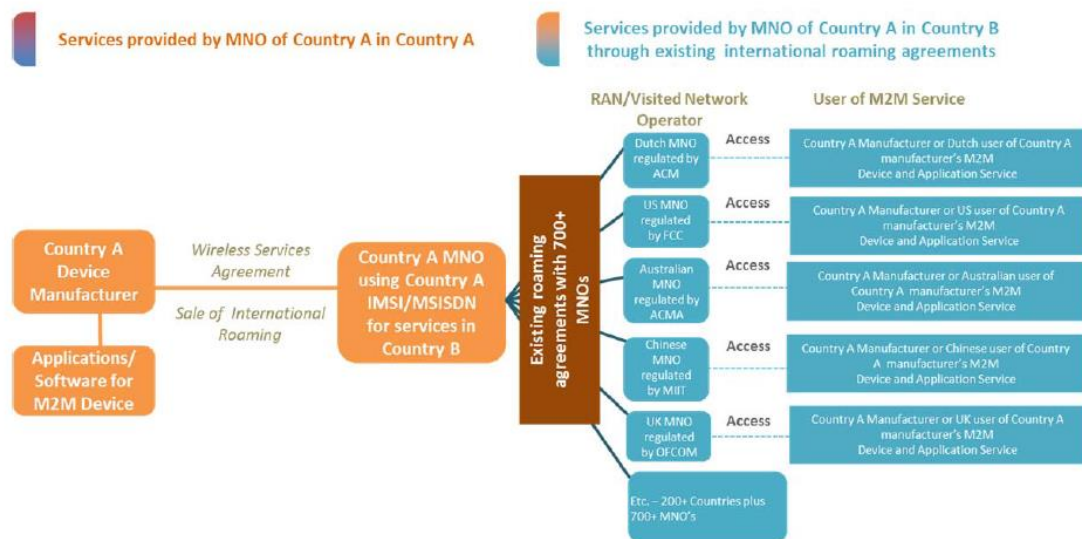 Services provided by MNO of Country A in Country A
Services provided by MNO of Country A in Country B
through existing international roaming agreements
RAN/Visited Network
Operator
User of M2M Service
Country A
Device
Manufacturer
Applications/
Software for
M2M Device
Wireless Services
Agreement
Sale of International
Roaming
Country A MNO
using Country A
IMSI/MSISDN
for services in
Country B
Existing roaming
agreements with 700+
MNOs
Dutch MNO
regulated by
ACM
Access
Country A Manufacturer or Dutch user of Country A
manufacturer's M2M
Device and Application Service
US MNO
regulated
by FCC
Access
Country A Manufacturer or US user of Country A
manufacturer's M2M
Device and Application Service
Australian
MNO
regulated by
ACMA
Access
Country A Manufacturer or Australian user of
Country A manufacturer's M2M
Device and Application Service
Chinese
MNO
regulated
by MIIT
Access
Country A Manufacturer or Chinese user of Country
A manufacturer's M2M
Device and Application Service
UK MNO
regulated
by OFCOM
Access
Country A Manufacturer or UK user of Country A
manufacturer's M2M
Device and Application Service
Etc. – 200+ Countries plus
700+ MNO's